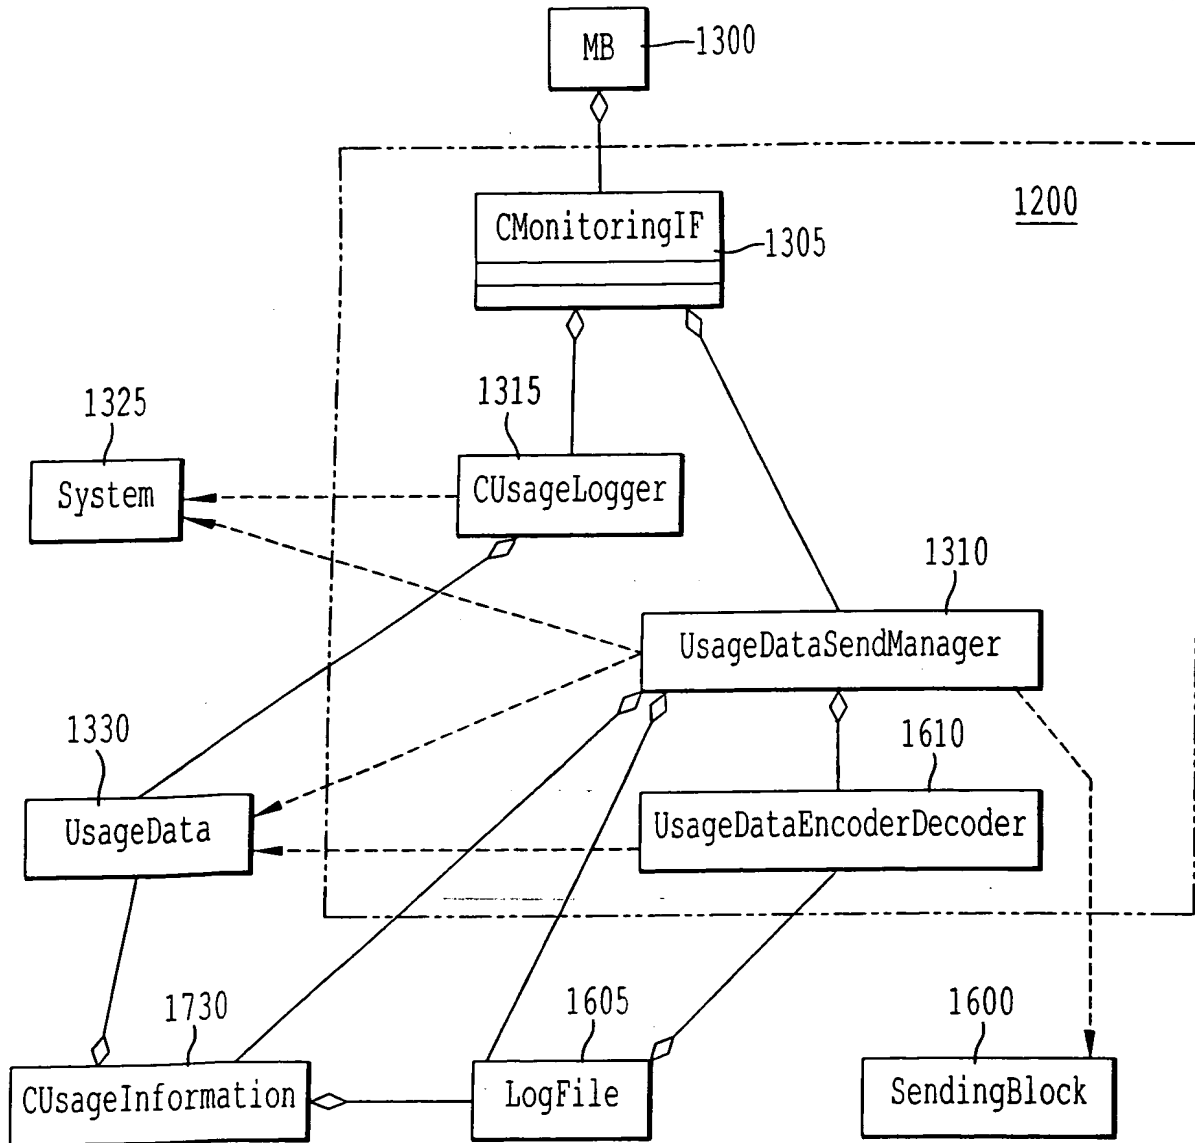 MB
1300
1200
CMonitoringIF
1305
1315
1325
CUsageLogger
System
1310
UsageDataSendManager
1330
1610
UsageData
UsageDataEncoderDecoder
1730
1605
1600
CUsageInformation
LogFile
SendingBlock